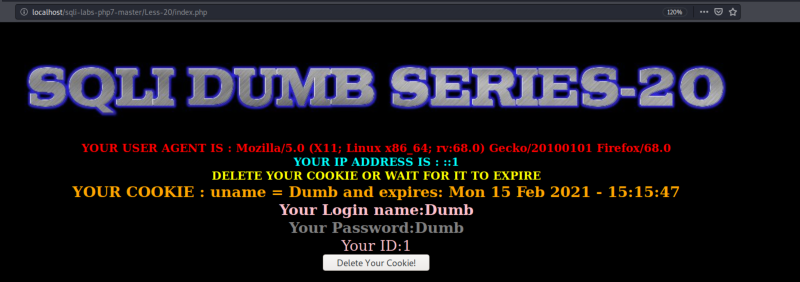 localhost/sqli-labs-php7-master/Less-20/index.php
120%
SQLI DUMB SERIES-20
YOUR USER AGENT IS : Mozilla/5.0 (X11; Linux x86_64; rv:68.0) Gecko/20100101 Firefox/68.0
YOUR IP ADDRESS IS : ::1
DELETE YOUR COOKIE OR WAIT FOR IT TO EXPIRE
YOUR COOKIE : uname = Dumb and expires: Mon 15 Feb 2021 - 15:15:47
Your Login name:Dumb
Your Password:Dumb
Your ID:1
Delete Your Cookie!